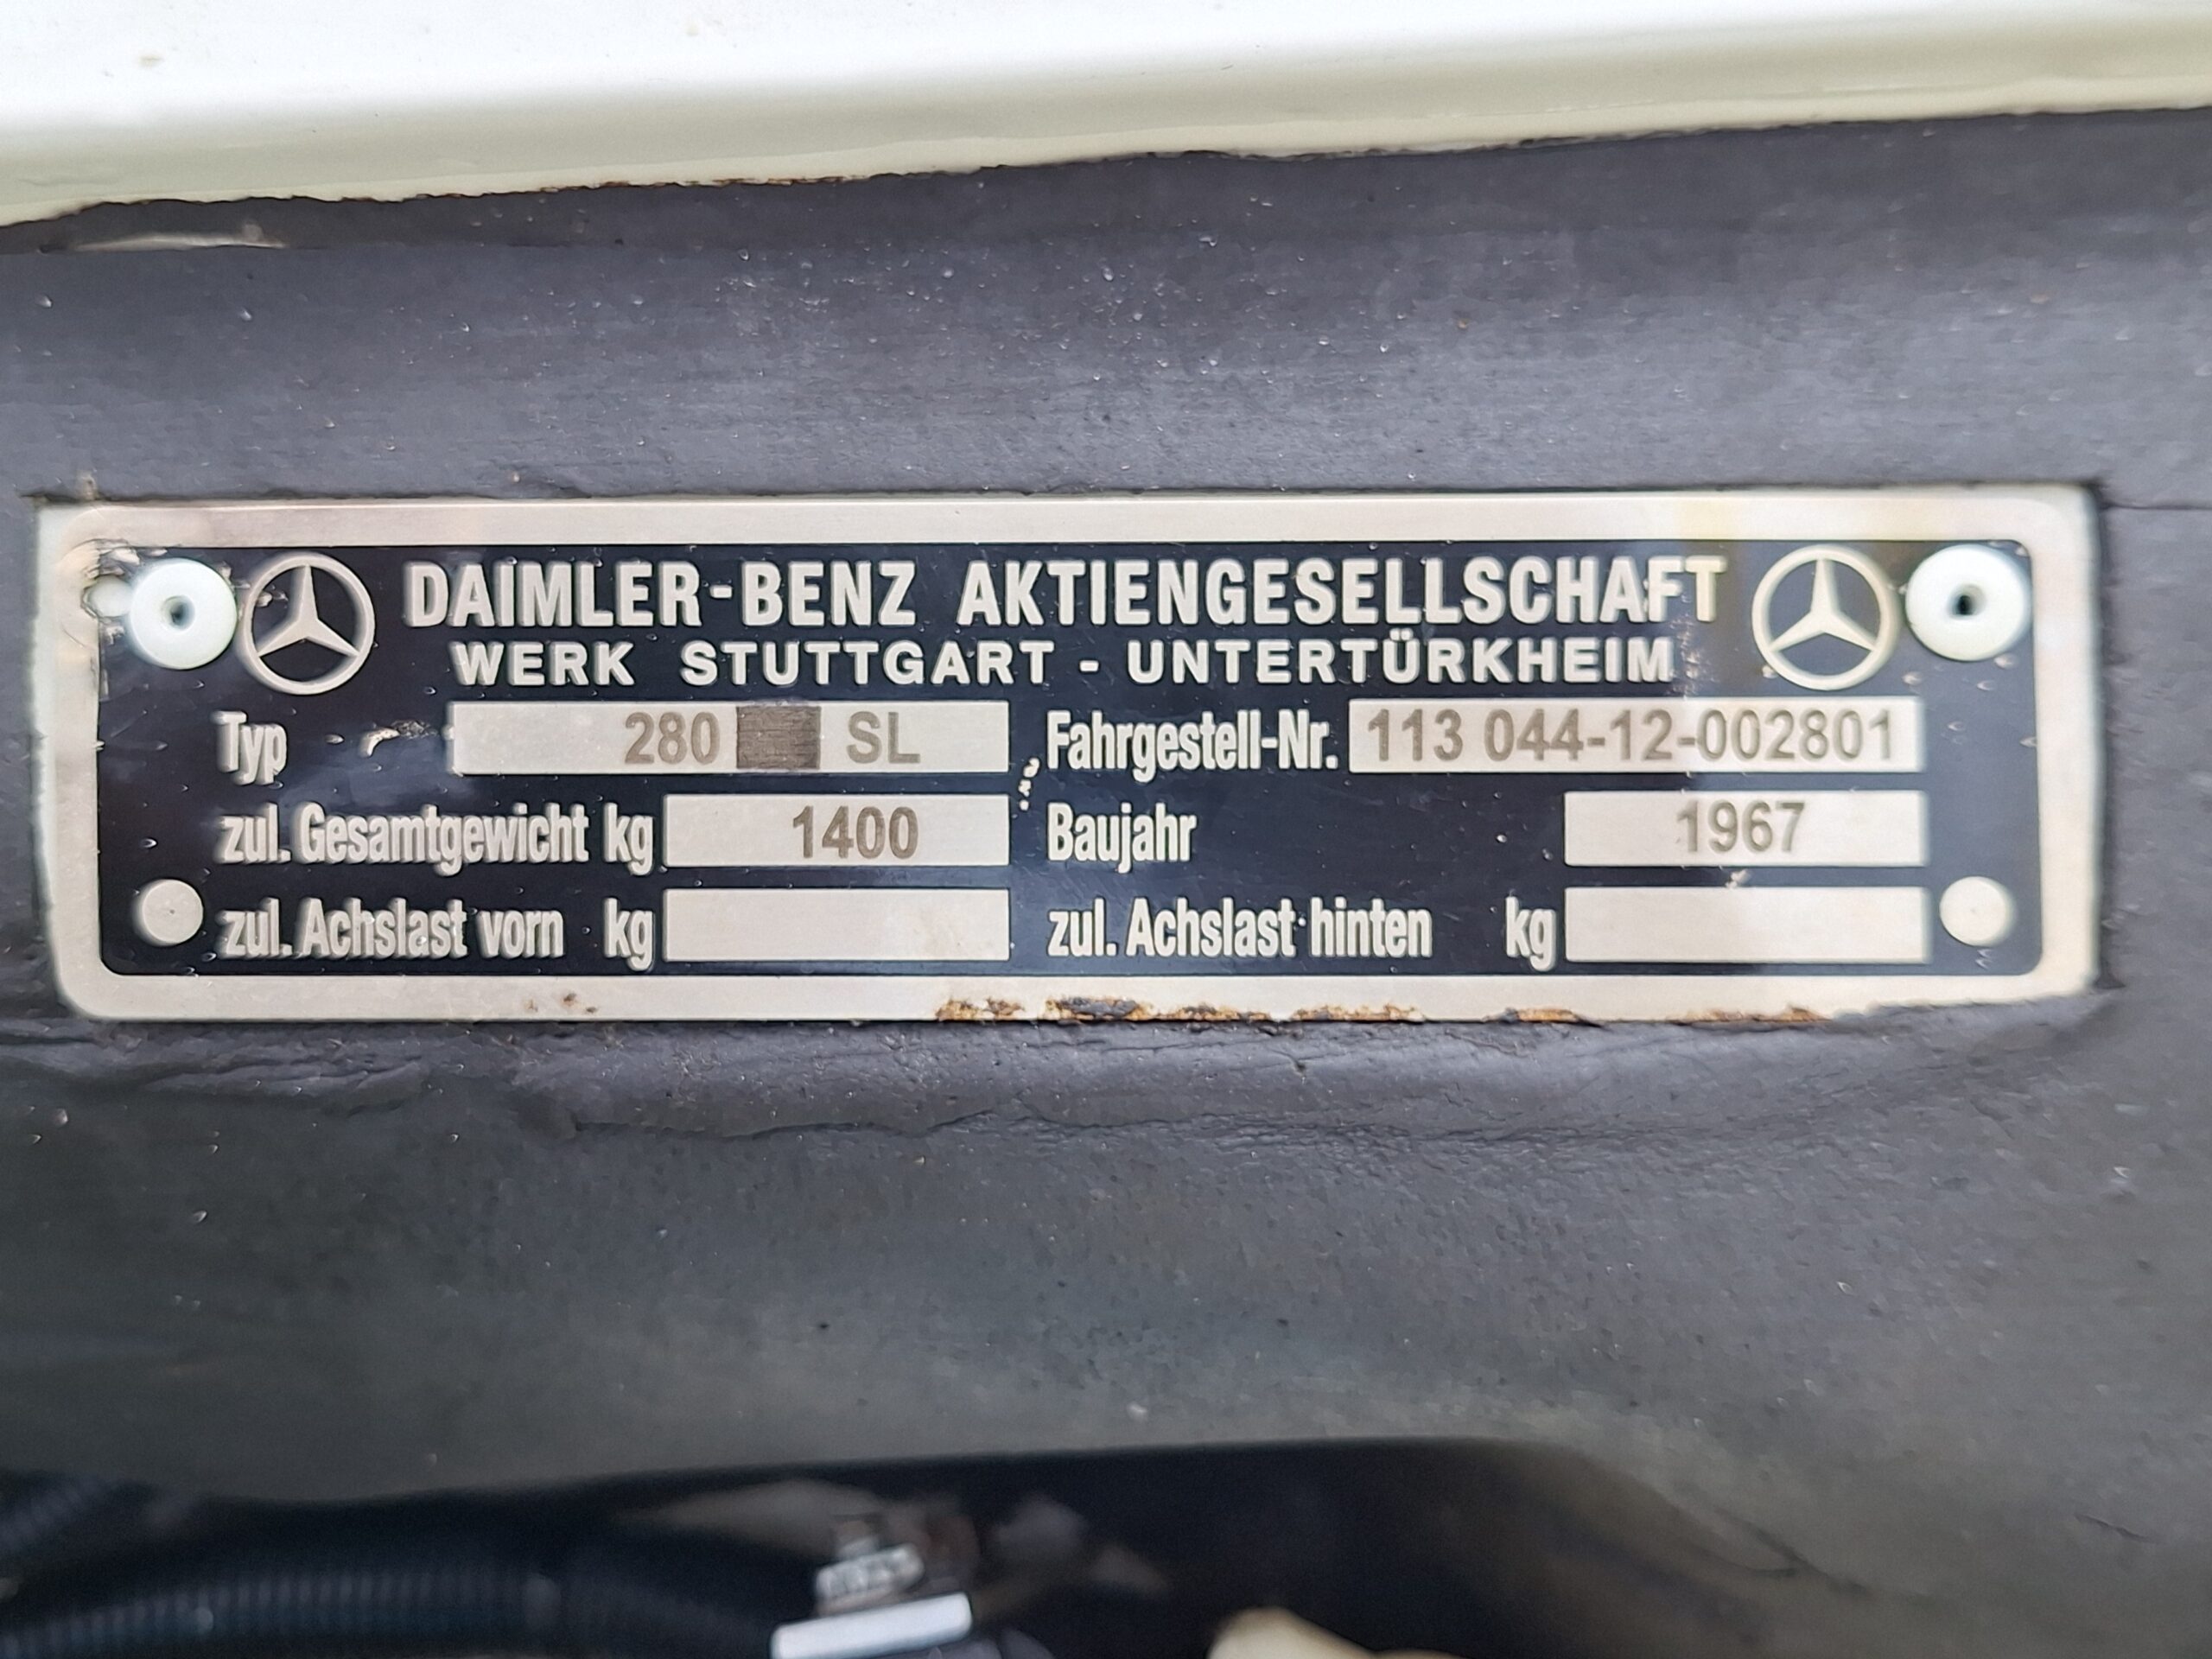 DAIMLER-BENZ AKTIENGESELLSCHAFT
WERK STUTTGART - UNTERTÜRKHEIM
Typ 280 SL Fahrgestell-Nr. 113 044-12-002801
zul. Gesamtgewicht kg 1400 Baujahr 1967
zul. Achslast vorn kg zul. Achslast hinten kg